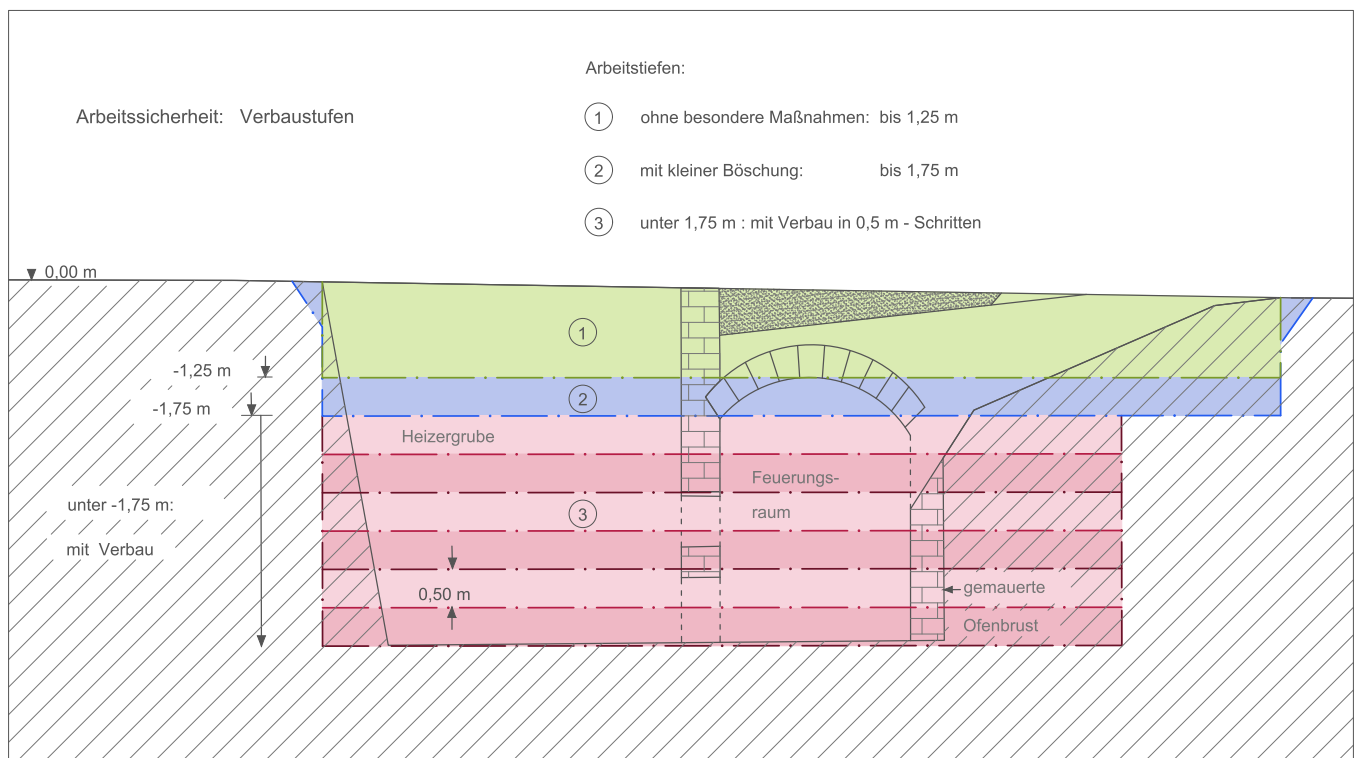 Arbeitstiefen:
Arbeitssicherheit: Verbaustufen
1 ohne besondere Maßnahmen: bis 1,25 m
2 mit kleiner Böschung: bis 1,75 m
3 unter 1,75 m : mit Verbau in 0,5 m - Schritten
0,00 m
1
-1,25 m
2
-1,75 m
Heizergrube
Feuerungs-
raum
unter -1,75 m:
mit Verbau
3
0,50 m
gemauerte
Ofenbrust